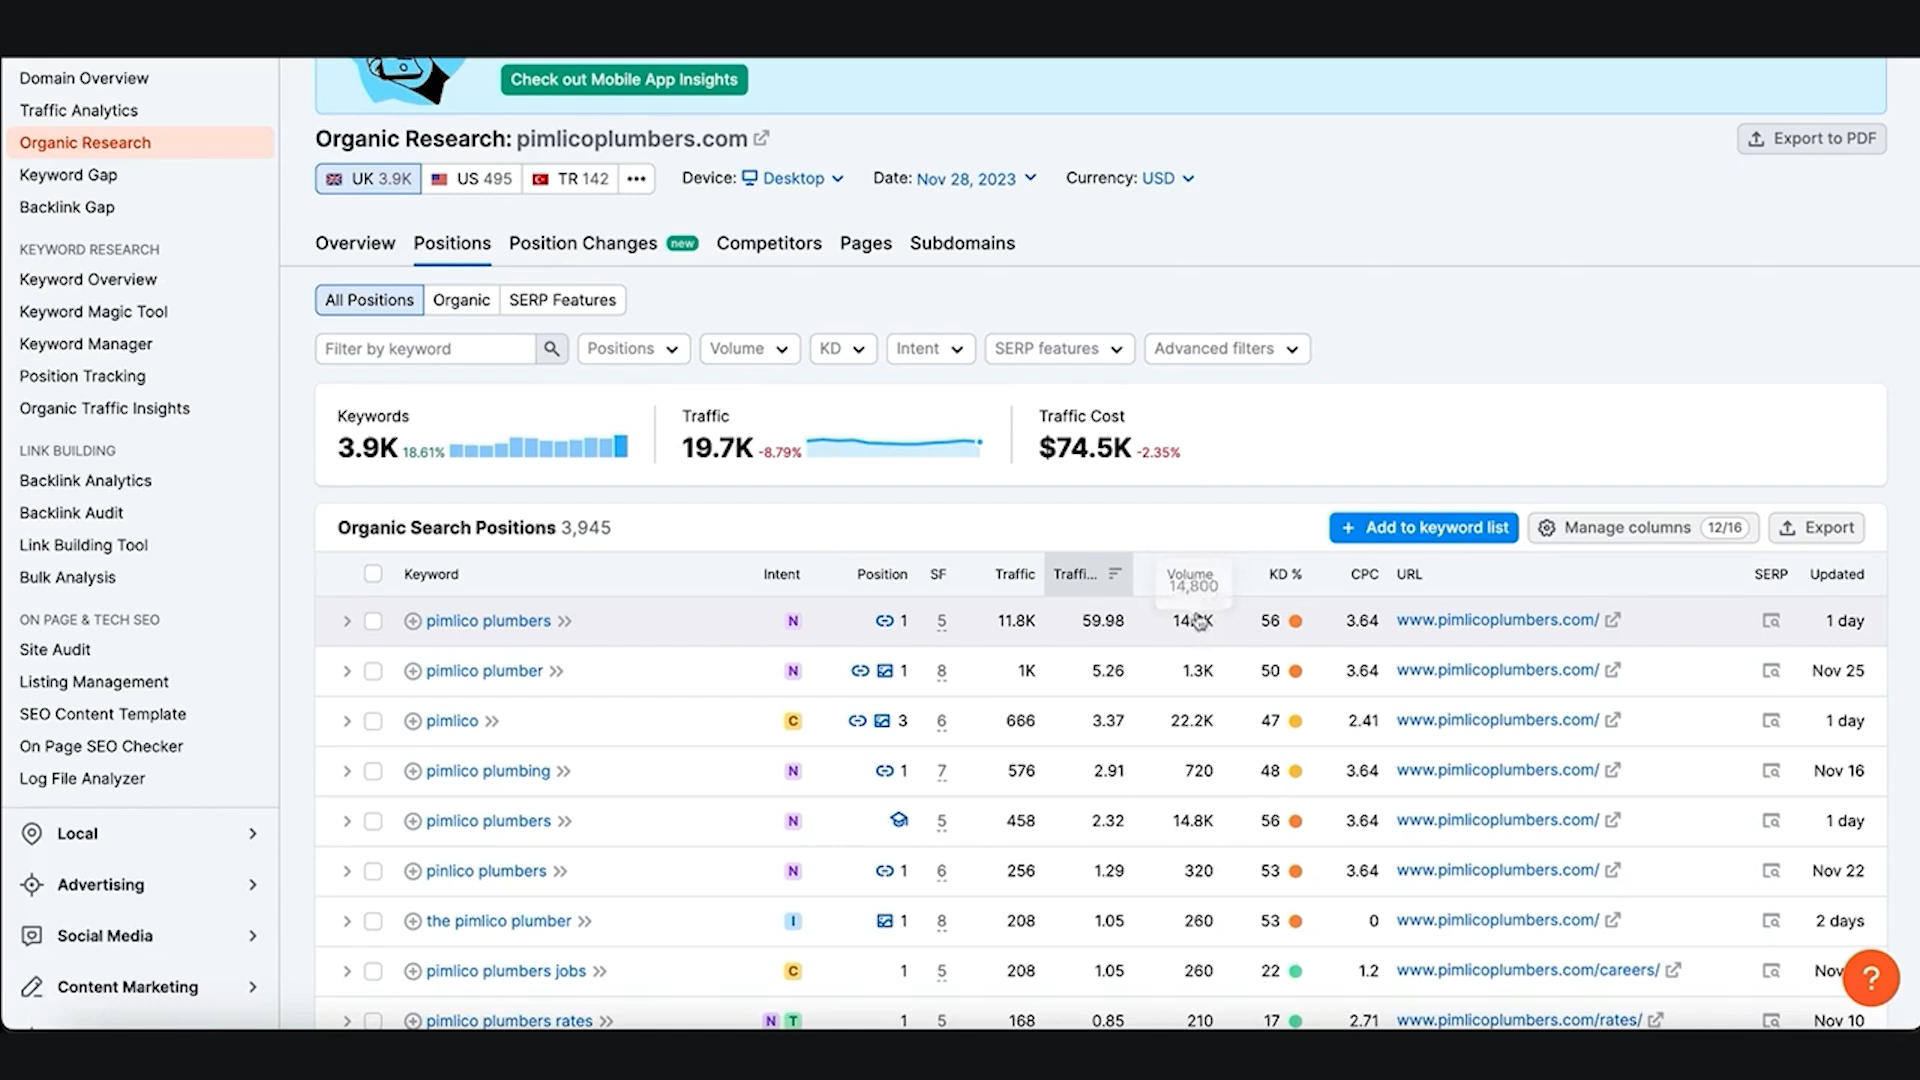 Domain Overview
Traffic Analytics
Organic Research
Keyword Gap
Backlink Gap
KEYWORD RESEARCH
Keyword Overview
Keyword Magic Tool
Keyword Manager
Position Tracking
Organic Traffic Insights
LINK BUILDING
Backlink Analytics
Backlink Audit
Link Building Tool
Bulk Analysis
ON PAGE & TECH SEO
Site Audit
Listing Management
SEO Content Template
On Page SEO Checker
Log File Analyzer
Local
Advertising
Social Media
Content Marketing
Check out Mobile App Insights
Organic Research: pimlicoplumbers.com
Export to PDF
UK 3.9K US 495 TR 142 ••• Device: Desktop Date: Nov 28, 2023 Currency: USD
Overview Positions Position Changes new Competitors Pages Subdomains
All Positions Organic SERP Features
Filter by keyword Positions Volume KD Intent SERP features Advanced filters
Keywords Traffic Traffic Cost
3.9K 18.61% 19.7K -8.79% $74.5K -2.35%
Organic Search Positions 3,945 + Add to keyword list Manage columns 12/16 Export
Keyword Intent Position SF Traffic Traffi... Volume KD % CPC URL SERP Updated
14,800
pimlico plumbers N 1 5 11.8K 59.98 56 3.64 www.pimlicoplumbers.com/ 1 day
pimlico plumber N 1 8 1K 5.26 1.3K 50 3.64 www.pimlicoplumbers.com/ Nov 25
pimlico C 3 6 666 3.37 22.2K 47 2.41 www.pimlicoplumbers.com/ 1 day
pimlico plumbing N 1 7 576 2.91 720 48 3.64 www.pimlicoplumbers.com/ Nov 16
pimlico plumbers N 5 458 2.32 14.8K 56 3.64 www.pimlicoplumbers.com/ 1 day
pinlico plumbers N 1 6 256 1.29 320 53 3.64 www.pimlicoplumbers.com/ Nov 22
the pimlico plumber I 1 8 208 1.05 260 53 0 www.pimlicoplumbers.com/ 2 days
pimlico plumbers jobs C 1 5 208 1.05 260 22 1.2 www.pimlicoplumbers.com/careers/ Nov
pimlico plumbers rates N T 1 5 168 0.85 210 17 2.71 www.pimlicoplumbers.com/rates/ Nov 10
?